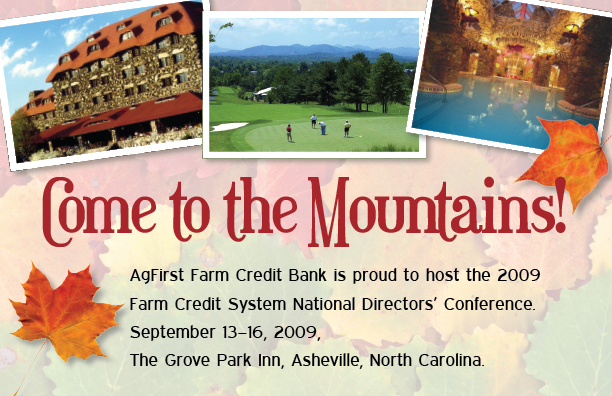 Come to the Mountains!
AgFirst Farm Credit Bank is proud to host the 2009
Farm Credit System National Directors’ Conference.
September 13–16, 2009,
The Grove Park Inn, Asheville, North Carolina.